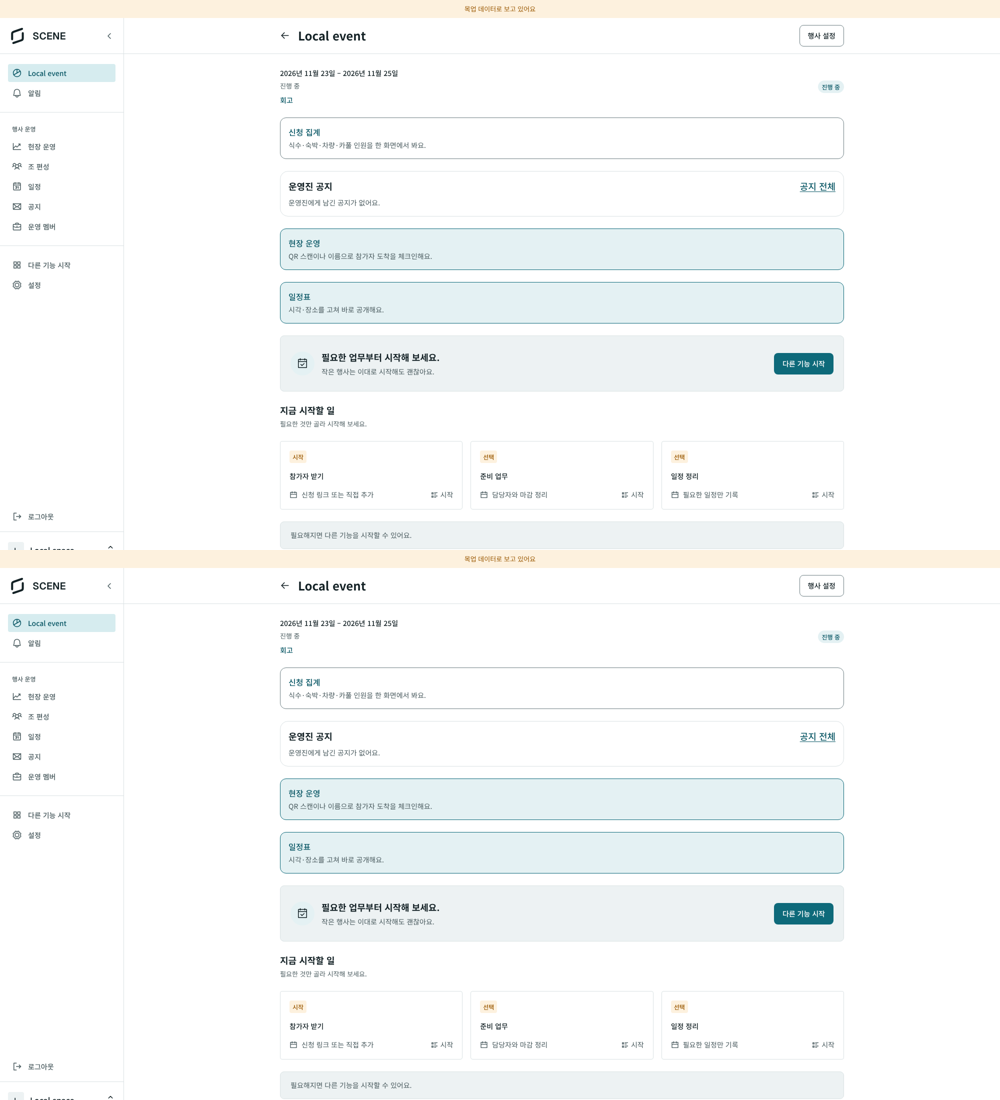 목업 데이터로 보고 있어요
SCENE
Local event
행사 설정
Local event
알림
행사 운영
현장 운영
조 편성
일정
공지
운영 멤버
다른 기능 시작
설정
로그아웃
Local space
2026년 11월 23일 – 2026년 11월 25일
진행 중
진행 중
회고
신청 집계
식수·숙박·차량·카풀 인원을 한 화면에서 봐요.
운영진 공지
공지 전체
운영진에게 남긴 공지가 없어요.
현장 운영
QR 스캔이나 이름으로 참가자 도착을 체크인해요.
일정표
시각·장소를 고쳐 바로 공개해요.
필요한 업무부터 시작해 보세요.
작은 행사는 이대로 시작해도 괜찮아요.
다른 기능 시작
지금 시작할 일
필요한 것만 골라 시작해 보세요.
시작
참가자 받기
신청 링크 또는 직접 추가
시작
선택
준비 업무
담당자와 마감 정리
시작
선택
일정 정리
필요한 일정만 기록
시작
필요해지면 다른 기능을 시작할 수 있어요.
목업 데이터로 보고 있어요
SCENE
Local event
행사 설정
Local event
알림
행사 운영
현장 운영
조 편성
일정
공지
운영 멤버
다른 기능 시작
설정
로그아웃
Local space
2026년 11월 23일 – 2026년 11월 25일
진행 중
진행 중
회고
신청 집계
식수·숙박·차량·카풀 인원을 한 화면에서 봐요.
운영진 공지
공지 전체
운영진에게 남긴 공지가 없어요.
현장 운영
QR 스캔이나 이름으로 참가자 도착을 체크인해요.
일정표
시각·장소를 고쳐 바로 공개해요.
필요한 업무부터 시작해 보세요.
작은 행사는 이대로 시작해도 괜찮아요.
다른 기능 시작
지금 시작할 일
필요한 것만 골라 시작해 보세요.
시작
참가자 받기
신청 링크 또는 직접 추가
시작
선택
준비 업무
담당자와 마감 정리
시작
선택
일정 정리
필요한 일정만 기록
시작
필요해지면 다른 기능을 시작할 수 있어요.